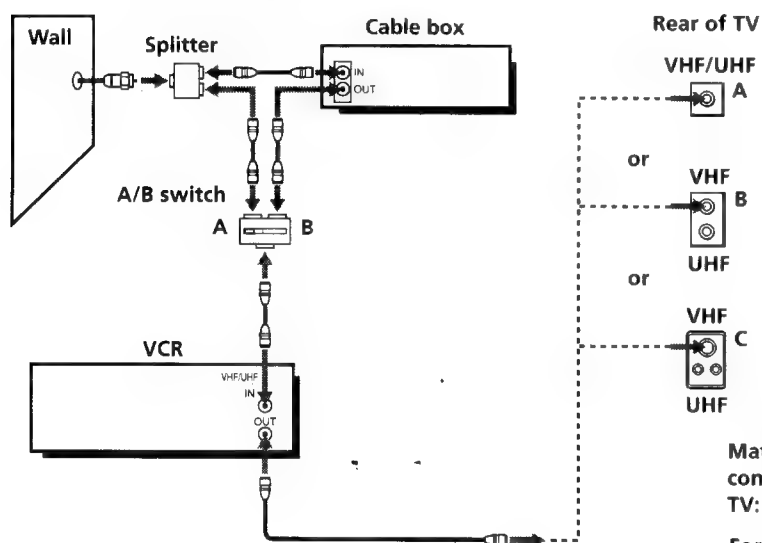 Wall
Splitter
Cable box
IN
OUT
A/B switch
A B
VCR
VHF/UHF
IN
OUT
Rear of TV
VHF/UHF
A
or
VHF
B
UHF
or
VHF
C
UHF
TV: